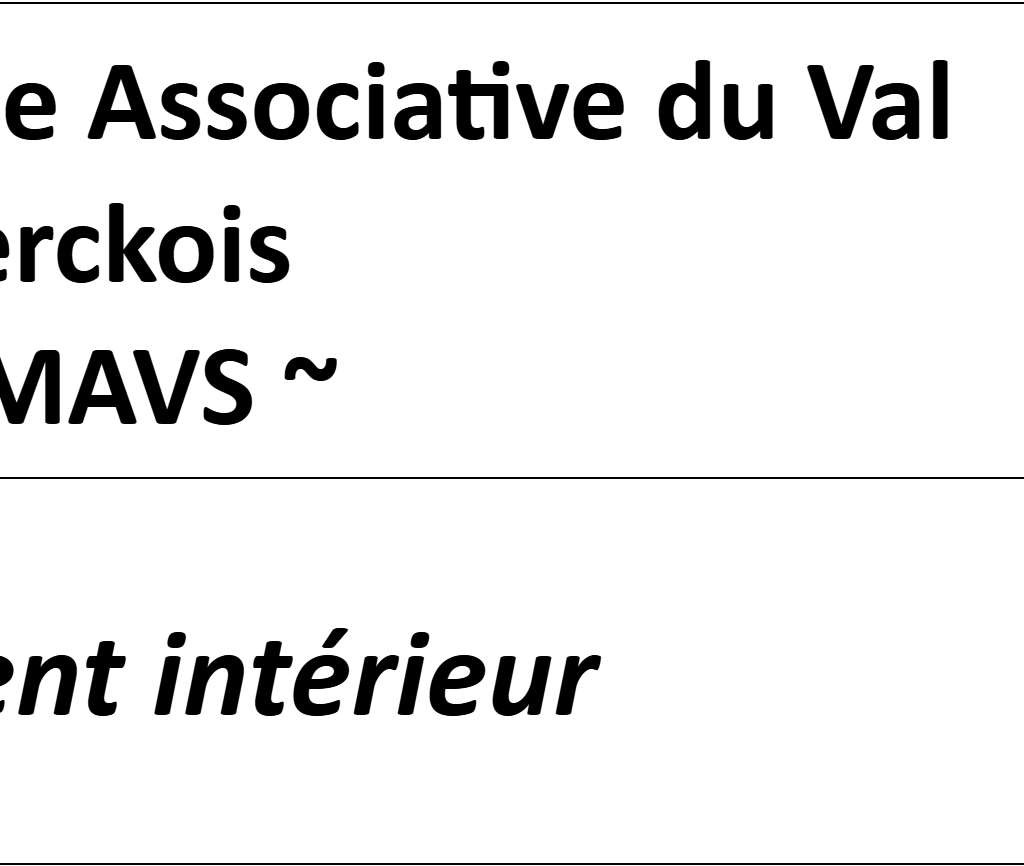 e Associative du Val
erckois
MAVS ~
ent intérieur